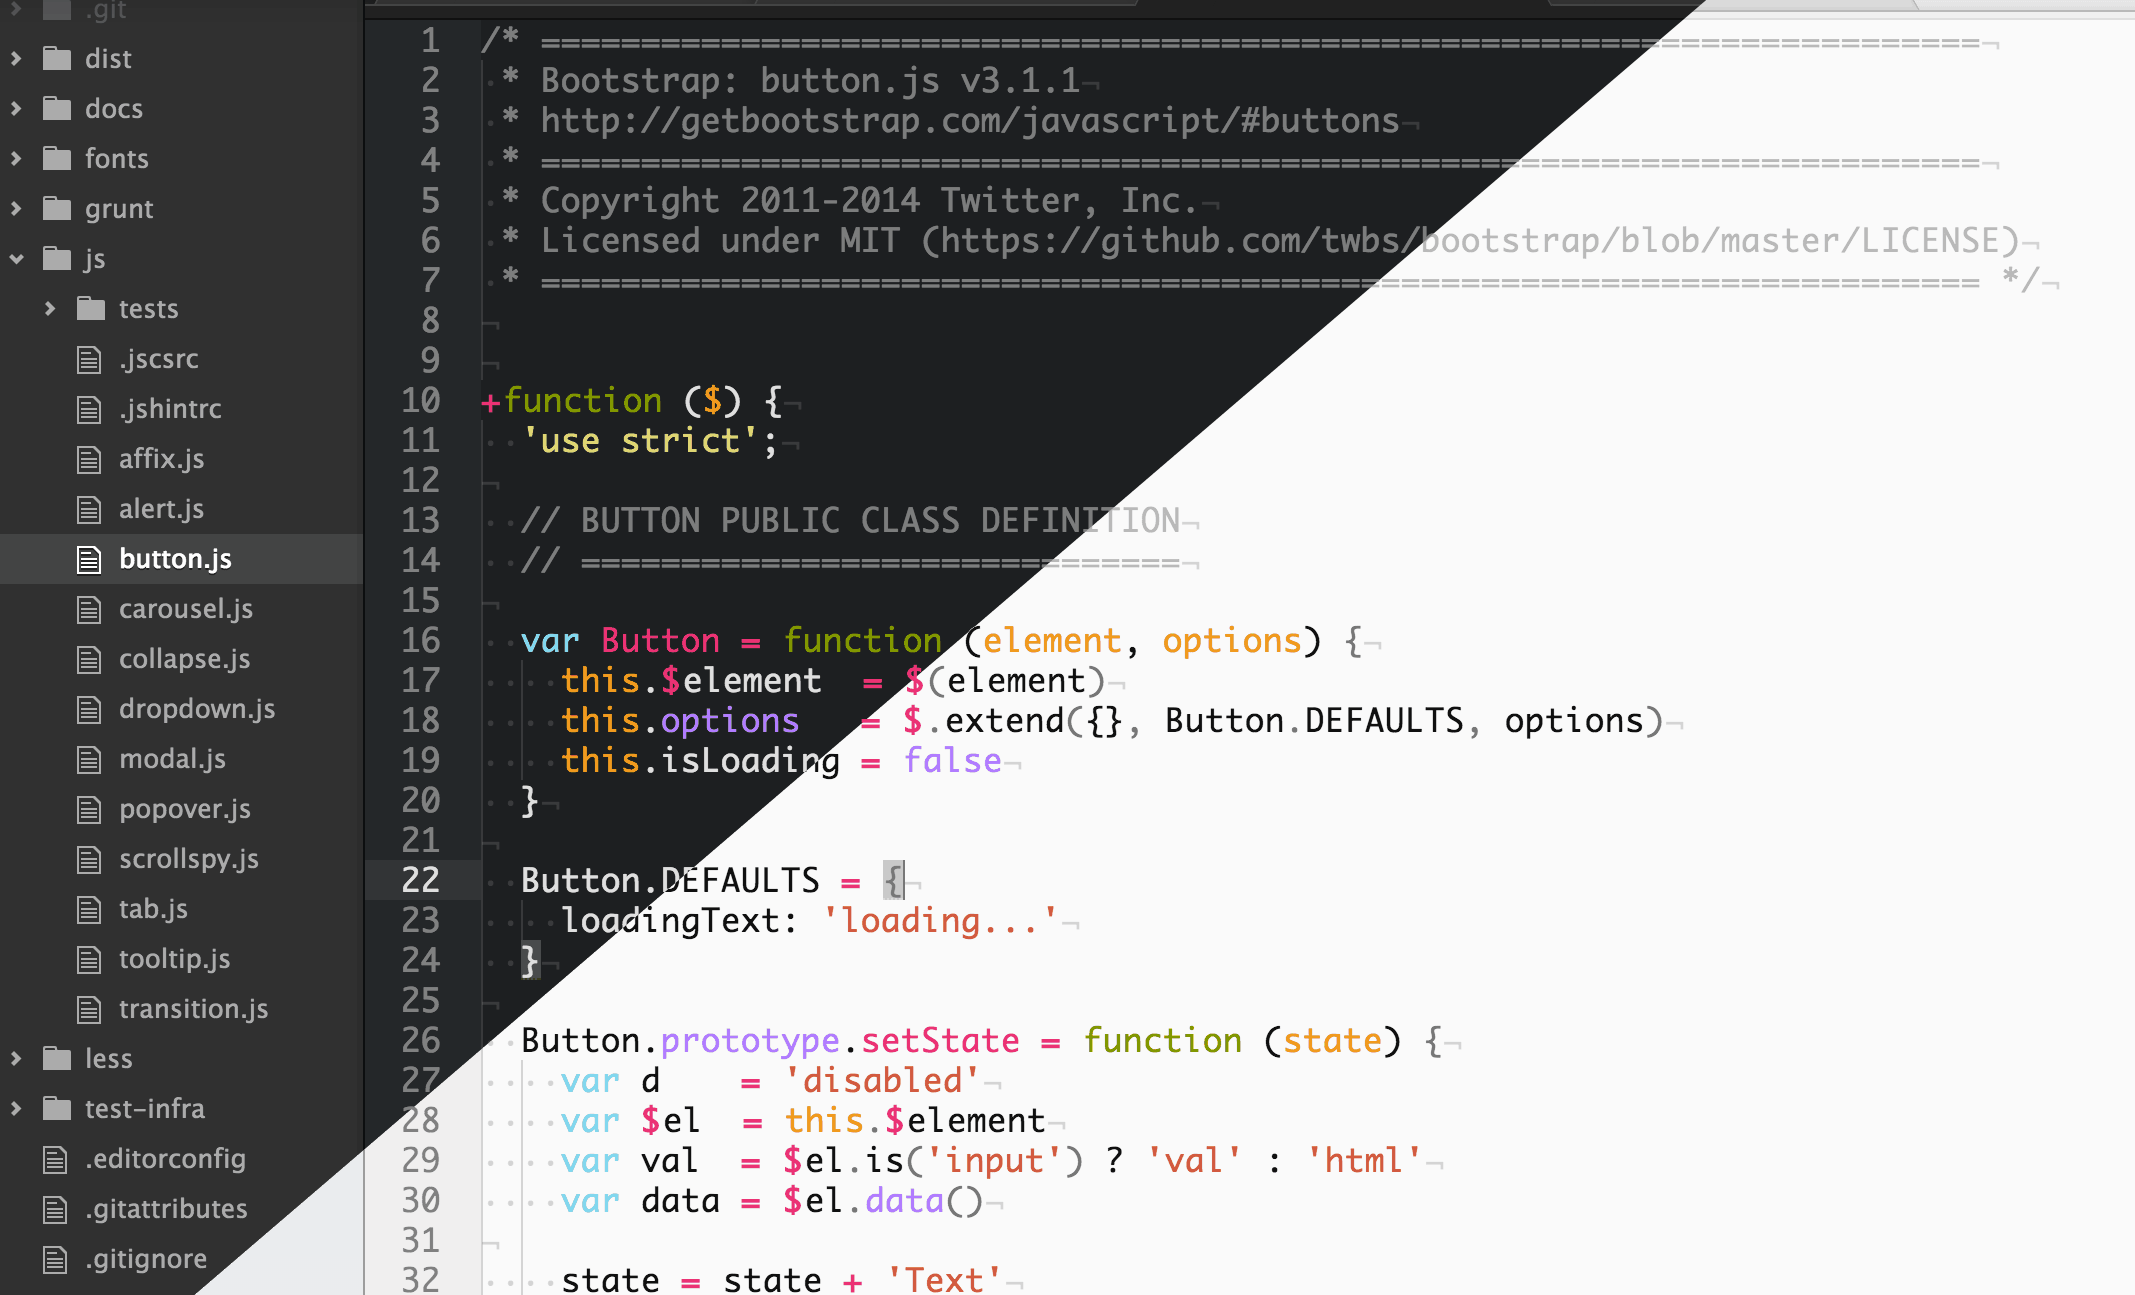 .git
dist
docs
fonts
grunt
js
tests
.jscsrc
.jshintrc
affix.js
alert.js
button.js
carousel.js
collapse.js
dropdown.js
modal.js
popover.js
scrollspy.js
tab.js
tooltip.js
transition.js
less
test-infra
.editorconfig
.gitattributes
.gitignore
1 /* ========================================================================¬
2 * Bootstrap: button.js v3.1.1¬
3 * http://getbootstrap.com/javascript/#buttons¬
4 * ========================================================================¬
5 * Copyright 2011-2014 Twitter, Inc.¬
6 * Licensed under MIT (https://github.com/twbs/bootstrap/blob/master/LICENSE)¬
7 * ======================================================================== */¬
8 ¬
9 ¬
10 +function ($) {¬
11 'use strict';¬
12 ¬
13 // BUTTON PUBLIC CLASS DEFINITION¬
14 // ==============================¬
15 ¬
16 var Button = function (element, options) {¬
17 this.$element  = $(element)¬
18 this.options   = $.extend({}, Button.DEFAULTS, options)¬
19 this.isLoading = false¬
20 }¬
21 ¬
22 Button.DEFAULTS = {¬
23 loadingText: 'loading...'¬
24 }¬
25 ¬
26 Button.prototype.setState = function (state) {¬
27 var d    = 'disabled'¬
28 var $el  = this.$element¬
29 var val  = $el.is('input') ? 'val' : 'html'¬
30 var data = $el.data()¬
31 ¬
32 state = state + 'Text'¬